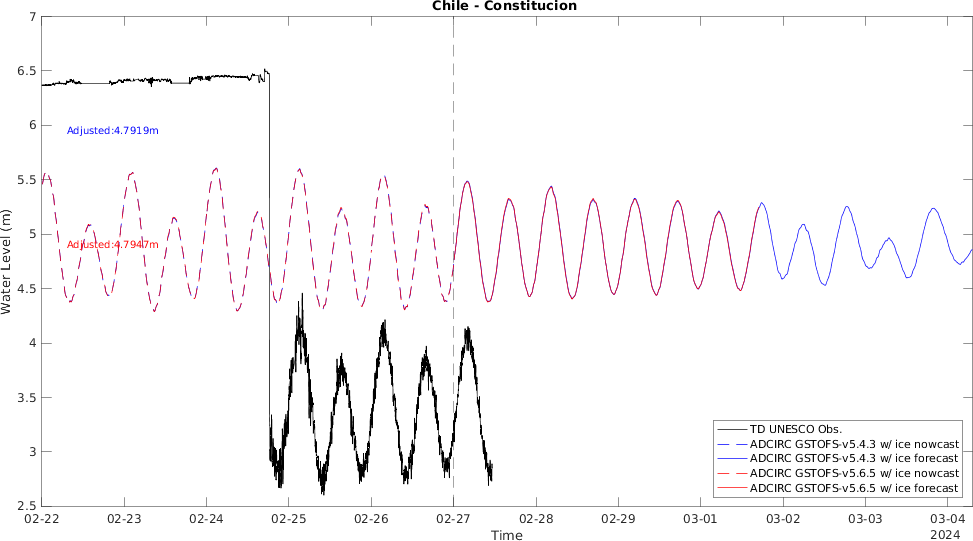 Chile - Constitucion
7
6.5
6
5.5
5
4.5
4
3.5
3
2.5
Water Level (m)
Adjusted:4.7919m
Adjusted:4.7947m
TD UNESCO Obs.
ADCIRC GSTOFS-v5.4.3 w/ ice nowcast
ADCIRC GSTOFS-v5.4.3 w/ ice forecast
ADCIRC GSTOFS-v5.6.5 w/ ice nowcast
ADCIRC GSTOFS-v5.6.5 w/ ice forecast
02-22 02-23 02-24 02-25 02-26 02-27 02-28 02-29 03-01 03-02 03-03 03-04
Time
2024